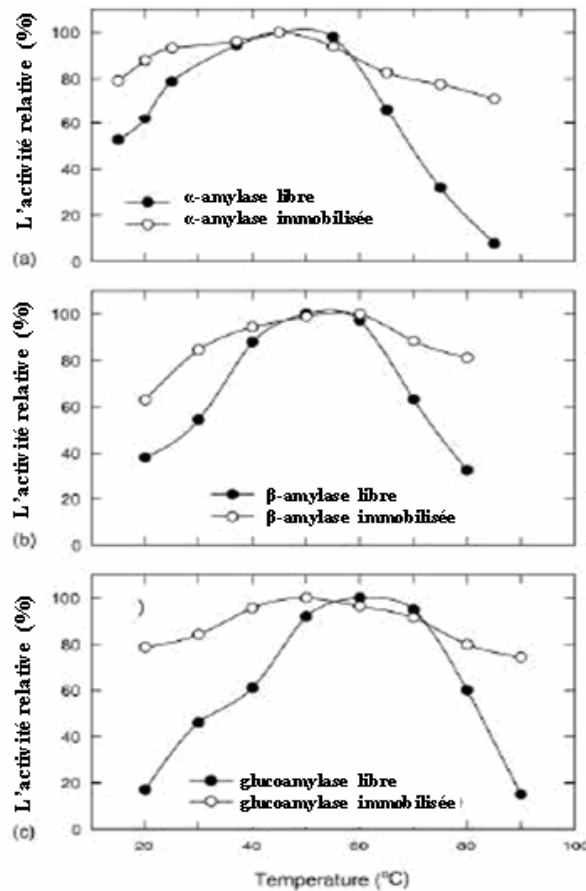 L'activité relative (%)
100
80
60
40
20
0
α-amylase libre
α-amylase immobilisée
(a)
L'activité relative (%)
100
80
60
40
20
0
β-amylase libre
β-amylase immobilisée
(b)
L'activité relative (%)
)
100
80
60
40
20
0
glucoamylase libre
glucoamylase immobilisée)
(c)
20 40 60 80 100
Temperature (ºC)